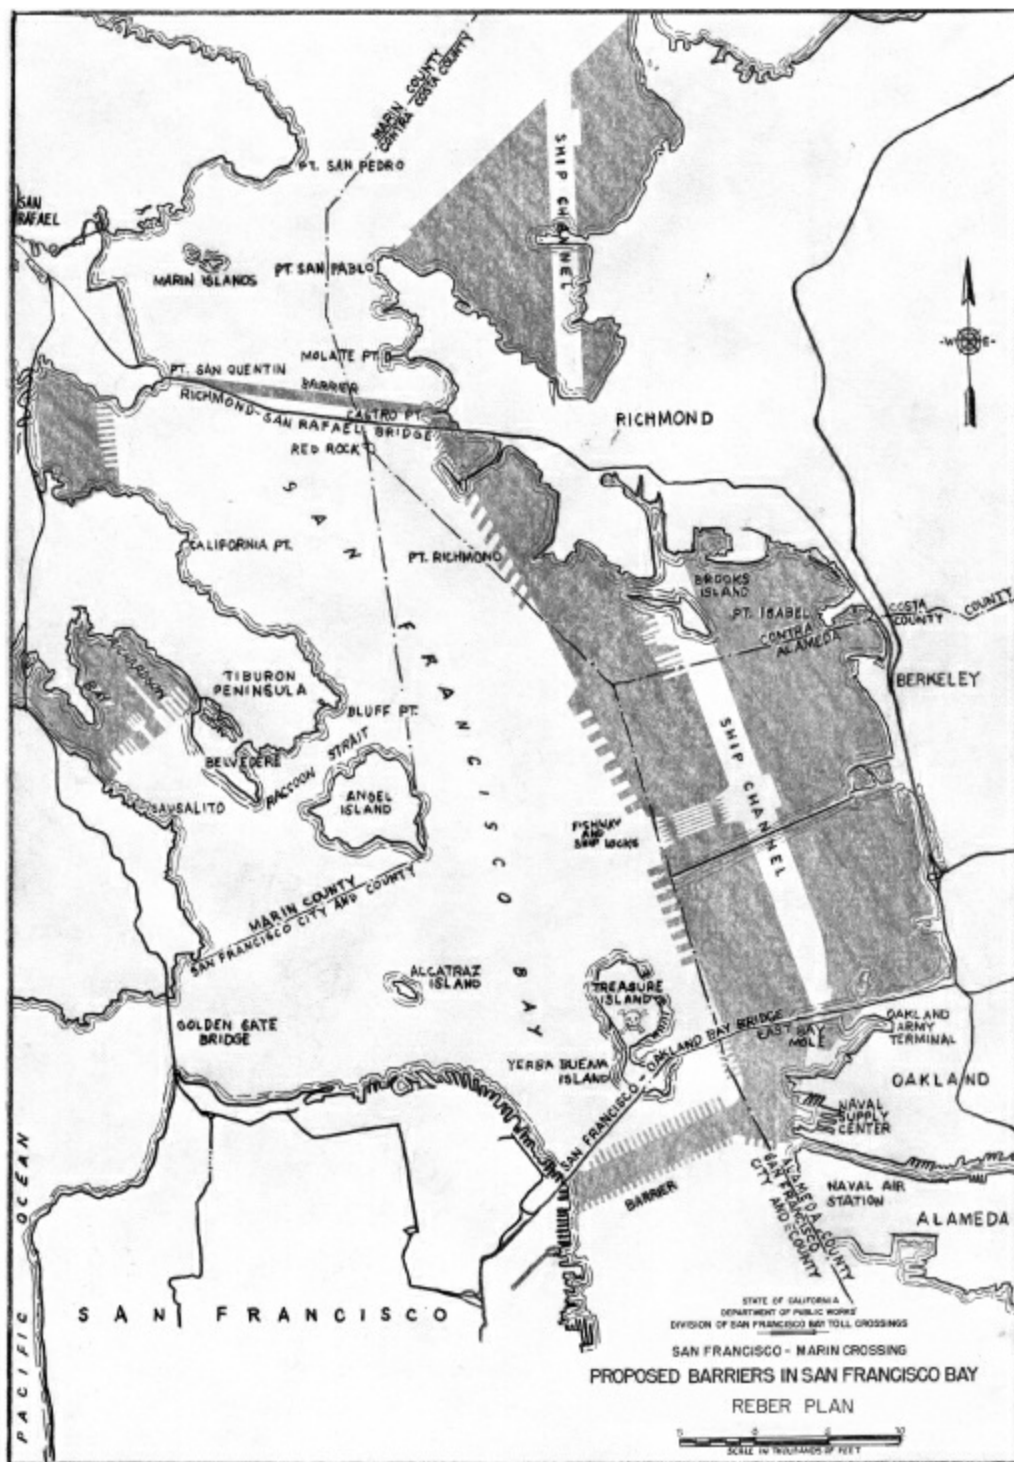 MARIN COUNTY
CONTRA COSTA COUNTY
PT. SAN PEDRO
SHIP CHANNEL
SAN
RAFAEL
MARIN ISLANDS
PT. SAN PABLO
-W E-
MOLATE PT.
PT. SAN QUENTIN
BARRIER
CASTRO PT.
RICHMOND-SAN RAFAEL BRIDGE
RICHMOND
RED ROCK
SAN FRANCISCO BAY
CALIFORNIA PT.
PT. RICHMOND
BROOKS
ISLAND
PT. ISABEL
CONTRA COSTA COUNTY
ALAMEDA COUNTY
BERKELEY
RICHARDSON
BAY
TIBURON
PENINSULA
BLUFF PT.
BELVEDERE
RACCOON STRAIT
SAUSALITO
ANGEL
ISLAND
SHIP CHANNEL
FISHWAY
AND
SHIP LOCKS
MARIN COUNTY
SAN FRANCISCO CITY AND COUNTY
ALCATRAZ
ISLAND
TREASURE
ISLAND
GOLDEN GATE
BRIDGE
YERBA BUENA
ISLAND
SAN FRANCISCO - OAKLAND BAY BRIDGE
EAST BAY
MOLE
OAKLAND
ARMY
TERMINAL
OAKLAND
NAVAL
SUPPLY
CENTER
BARRIER
NAVAL AIR
STATION
ALAMEDA
ALAMEDA COUNTY
SAN FRANCISCO
CITY AND COUNTY
PACIFIC OCEAN
SAN FRANCISCO
STATE OF CALIFORNIA
DEPARTMENT OF PUBLIC WORKS
DIVISION OF SAN FRANCISCO BAY TOLL CROSSINGS
SAN FRANCISCO - MARIN CROSSING
PROPOSED BARRIERS IN SAN FRANCISCO BAY
REBER PLAN
SCALE IN THOUSANDS OF FEET